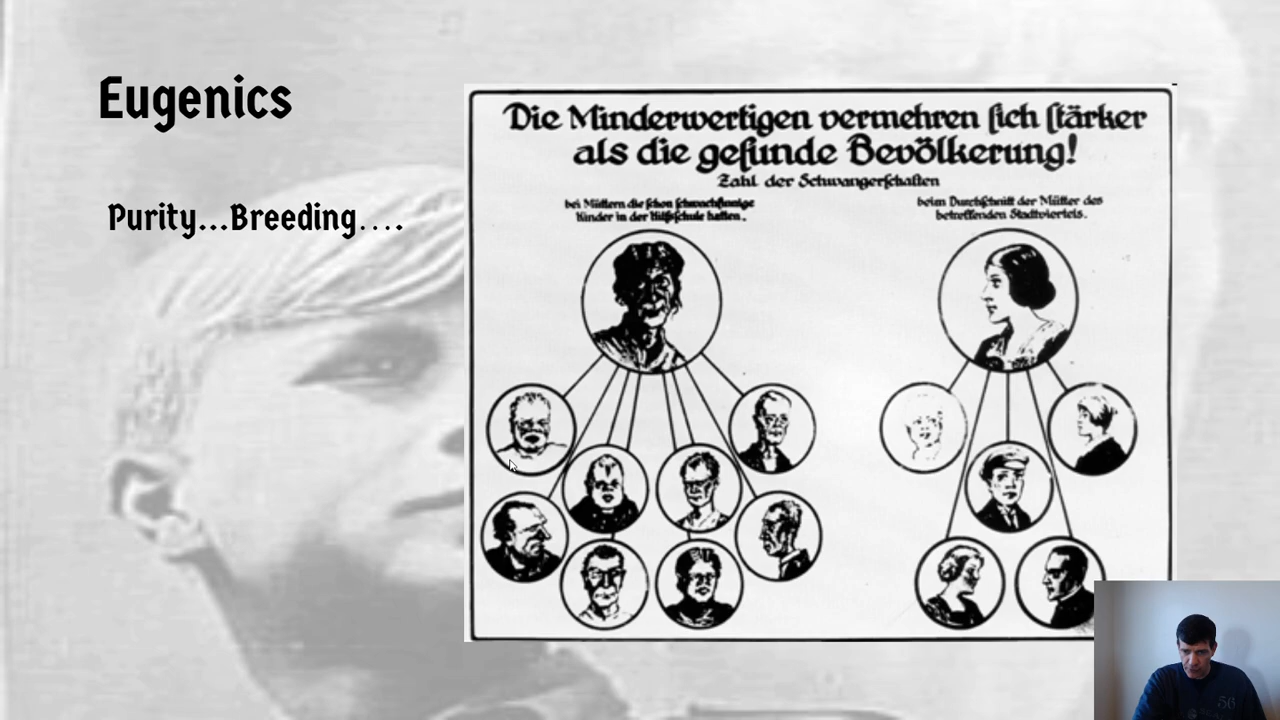 Eugenics
Purity...Breeding....
Die Minderwertigen vermehren sich stärker
als die gesunde Bevölkerung!
Zahl der Schwangerschaften
bei Müttern die schon schwachsinnige
Kinder in der Hilfsschule hatten.
beim Durchschnitt der Mütter des
betreffenden Stadtviertels.
56